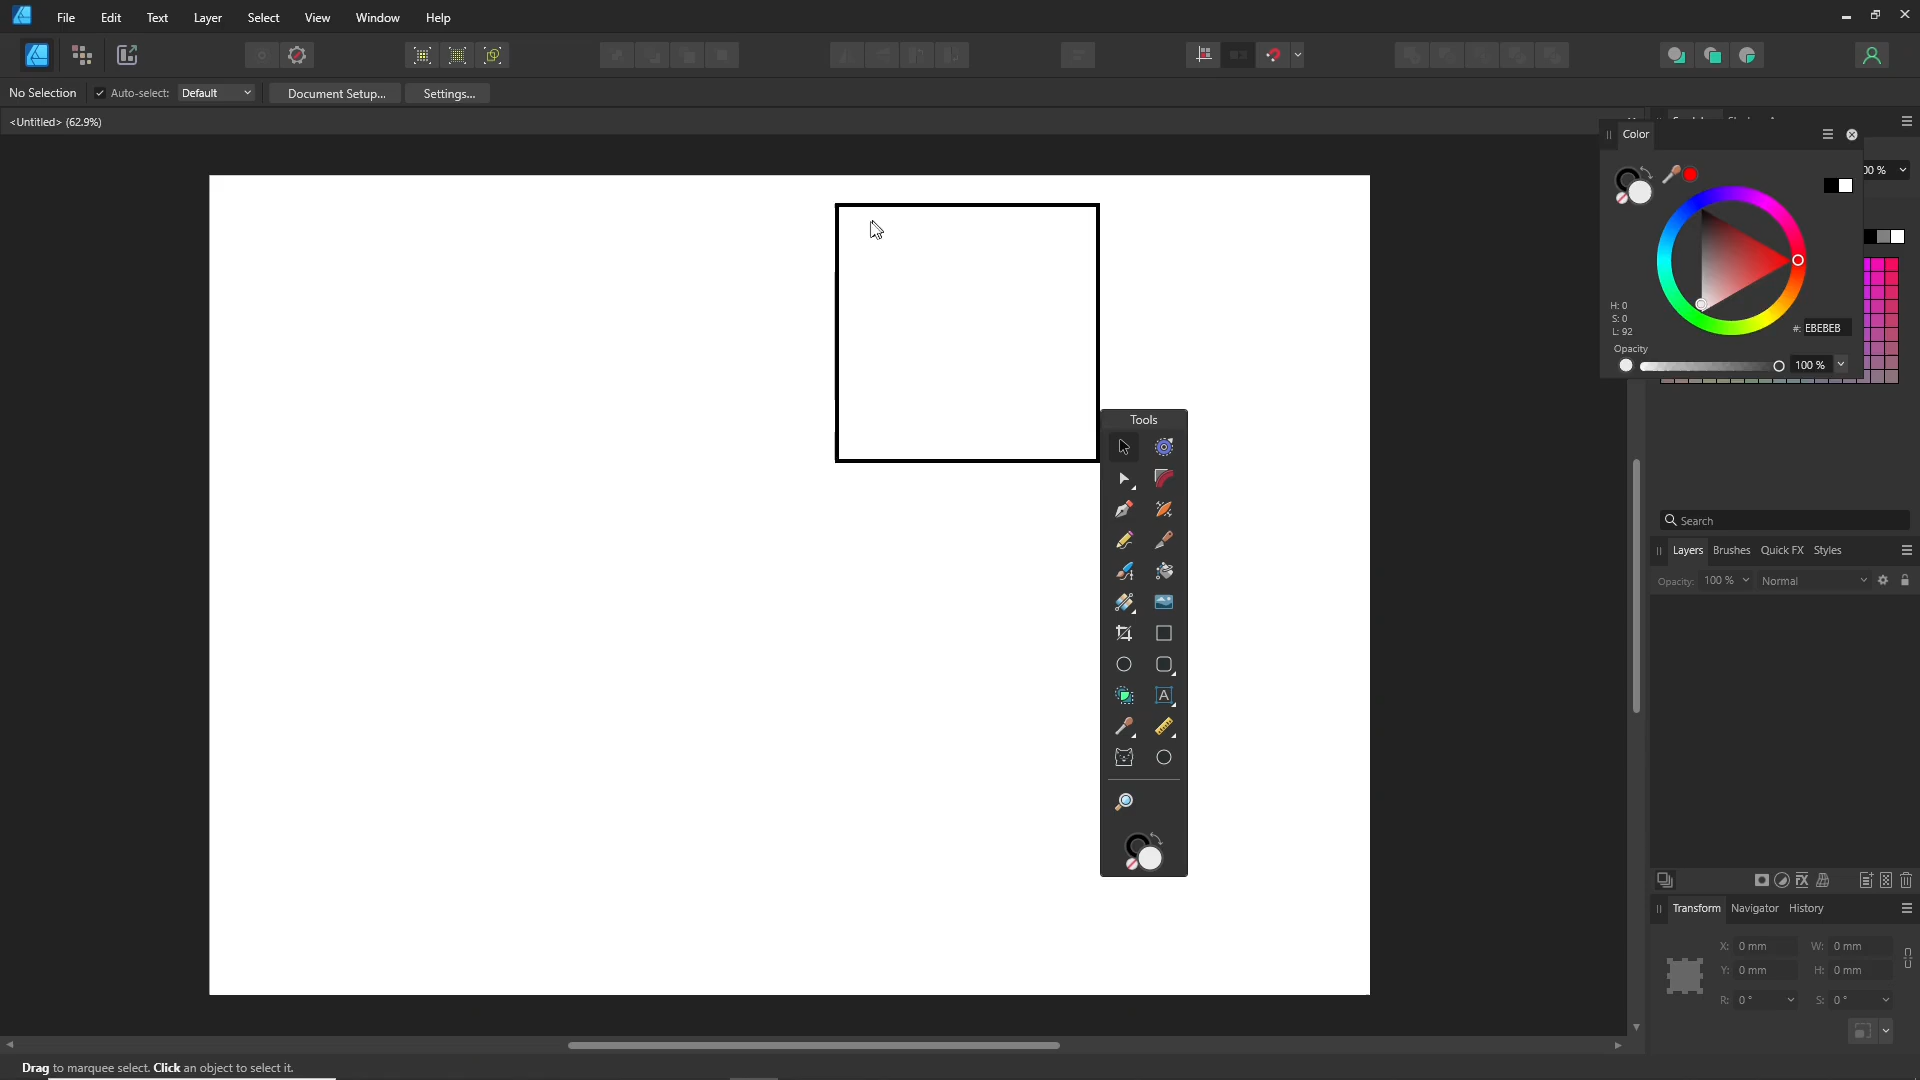 File Edit Text Layer Select View Window Help
No Selection Auto-select: Default Document Setup... Settings...
<Untitled> (62.9%)
Color
00 %
H: 0
S: 0
L: 92
#: EBEBEB
Opacity
100 %
Tools
A
Search
Layers Brushes Quick FX Styles
Opacity: 100 % Normal
Transform Navigator History
X: 0 mm W: 0 mm
Y: 0 mm H: 0 mm
R: 0 ° S: 0 °
Drag to marquee select. Click an object to select it.